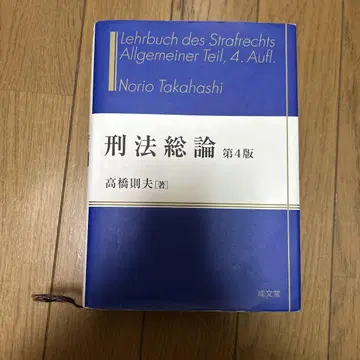 Lehrbuch des Strafrechts
Allgemeiner Teil, 4. Aufl.
Norio Takahashi
刑法総論 第4版
高橋則夫[著]
成文堂